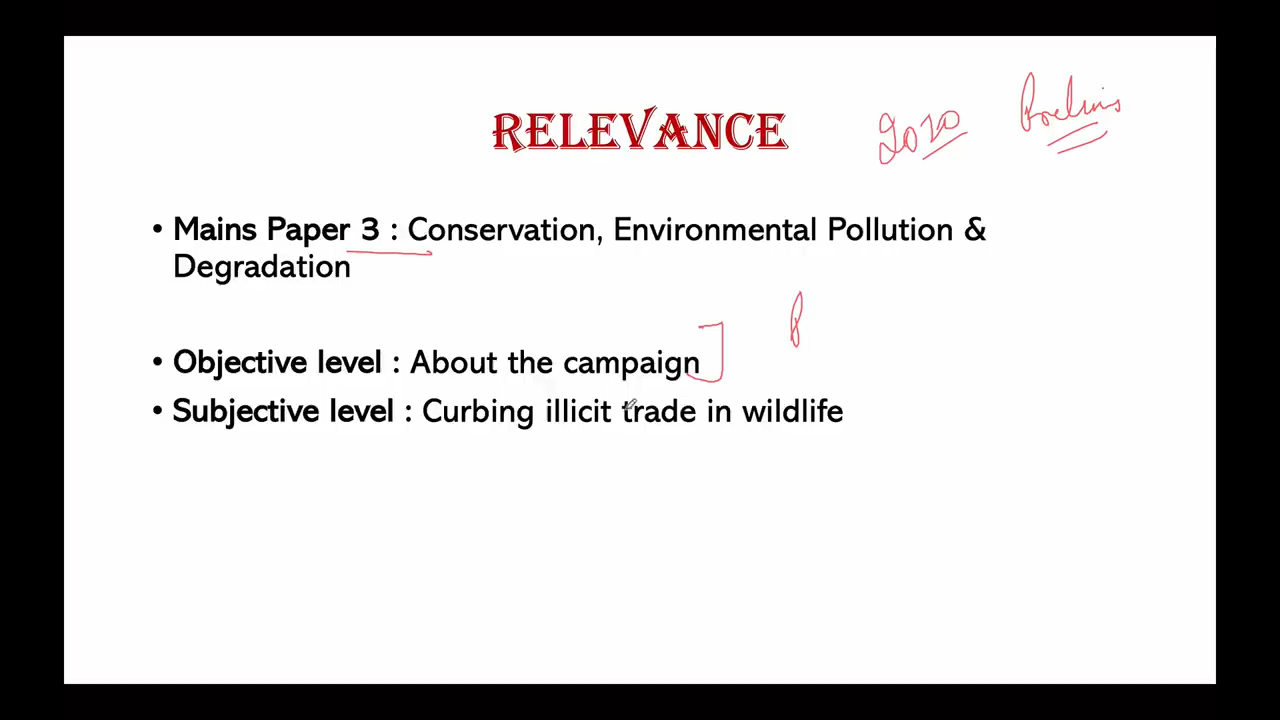 RELEVANCE
2020 Prelims
• Mains Paper 3 : Conservation, Environmental Pollution &
Degradation
• Objective level : About the campaign
P
• Subjective level : Curbing illicit trade in wildlife